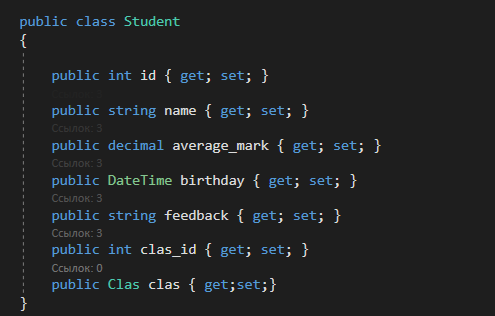 public class Student
{
public int id { get; set; }
public string name { get; set; }
Ссылок: 3
public decimal average_mark { get; set; }
Ссылок: 3
public DateTime birthday { get; set; }
Ссылок: 3
public string feedback { get; set; }
Ссылок: 3
public int clas_id { get; set; }
Ссылок: 0
public Clas clas { get;set;}
}